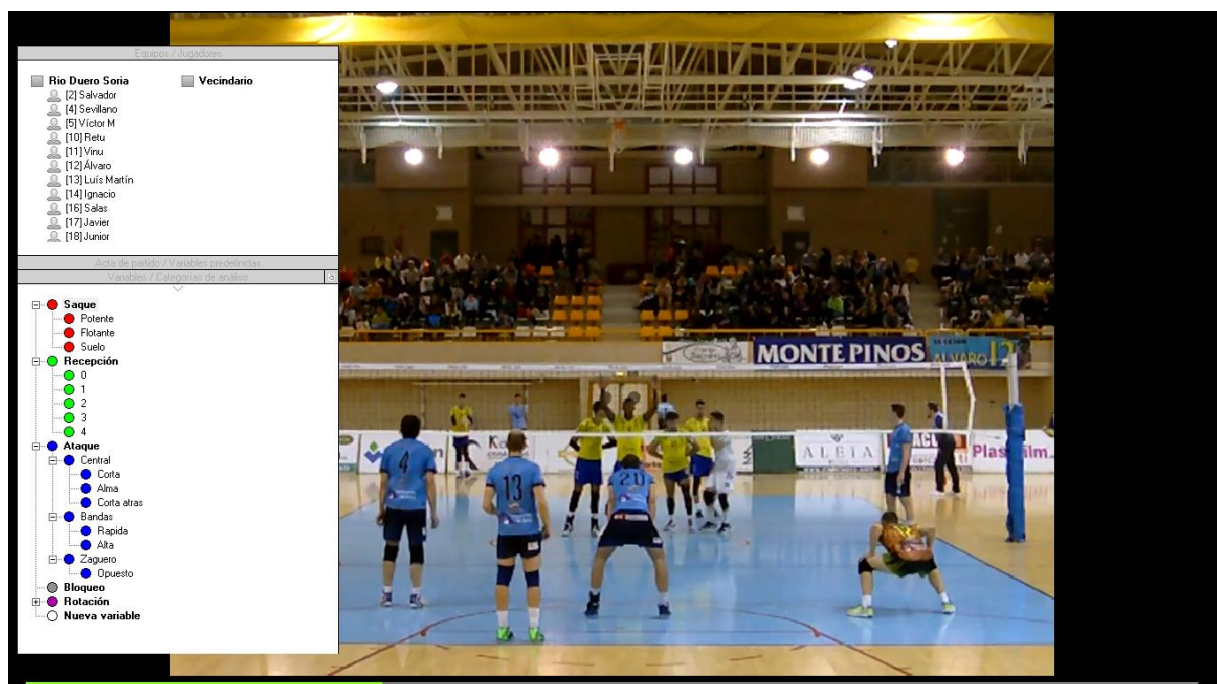 Equipos / Jugadores
Rio Duero Soria
Vecindario
[2] Salvador
[4] Sevillano
[5] Víctor M
[10] Retu
[11] Vinu
[12] Álvaro
[13] Luís Martín
[14] Ignacio
[16] Salas
[17] Javier
[18] Junior
Acta de partido / Variables predefinidas
Variables / Categorías de análisis
Saque
Potente
Flotante
Suelo
Recepción
0
1
2
3
4
Ataque
Central
Corta
Alma
Corta atras
Bandas
Rapida
Alta
Zaguero
Opuesto
Bloqueo
Rotación
Nueva variable
MONTE PINOS
ALVARO 12
ALEIA
4
13
20